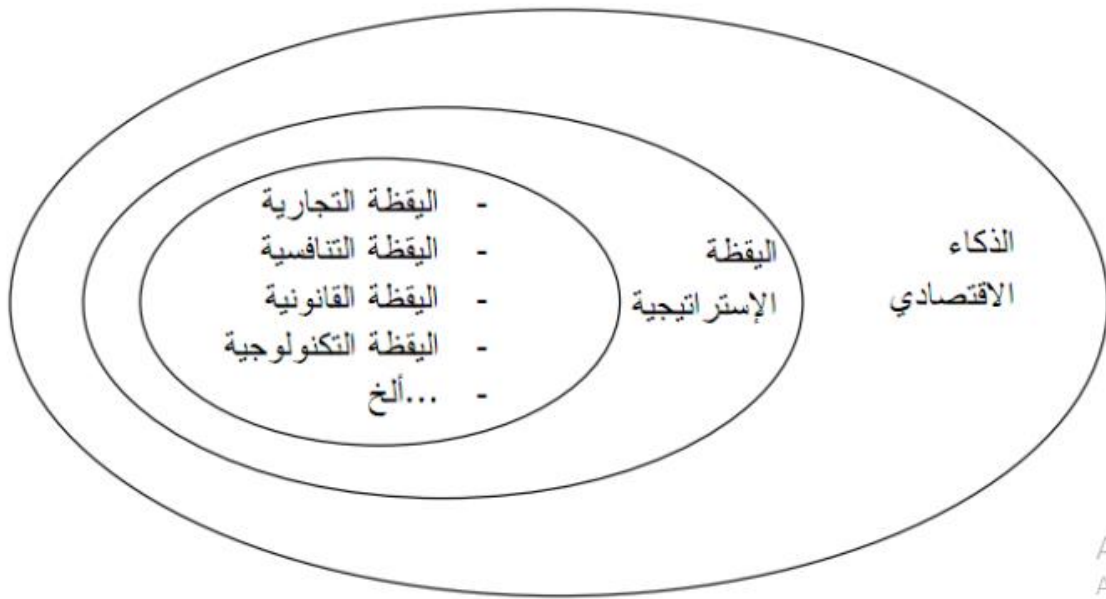 - اليقظة التجارية
- اليقظة التنافسية
- اليقظة القانونية
- اليقظة التكنولوجية
- ...ألخ
اليقظة
الإستراتيجية
الذكاء
الاقتصادي